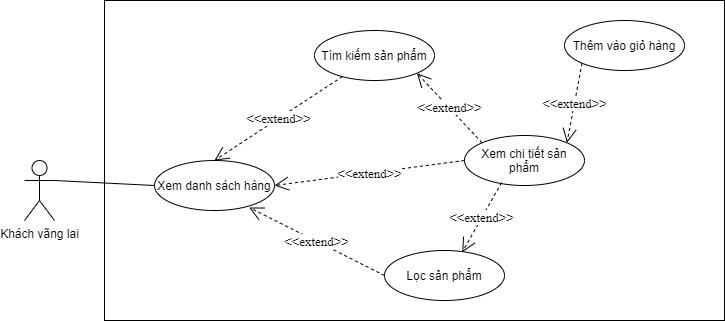 Tìm kiếm sản phẩm
Thêm vào giỏ hàng
<<extend>>
<<extend>>
<<extend>>
Xem chi tiết sản
phẩm
<<extend>>
Xem danh sách hàng
<<extend>>
Khách vãng lai
<<extend>>
Lọc sản phẩm